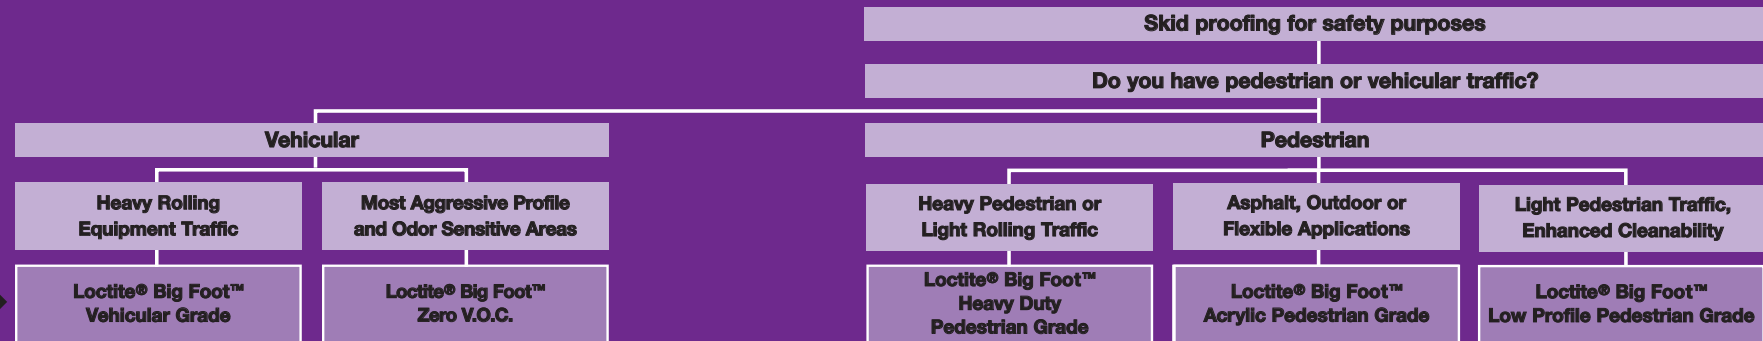 Skid proofing for safety purposes
Do you have pedestrian or vehicular traffic?
Vehicular
Pedestrian
Heavy Rolling
Equipment Traffic
Most Aggressive Profile
and Odor Sensitive Areas
Heavy Pedestrian or
Light Rolling Traffic
Asphalt, Outdoor or
Flexible Applications
Light Pedestrian Traffic,
Enhanced Cleanability
Loctite® Big Foot™
Vehicular Grade
Loctite® Big Foot™
Zero V.O.C.
Loctite® Big Foot™
Heavy Duty
Pedestrian Grade
Loctite® Big Foot™
Acrylic Pedestrian Grade
Loctite® Big Foot™
Low Profile Pedestrian Grade